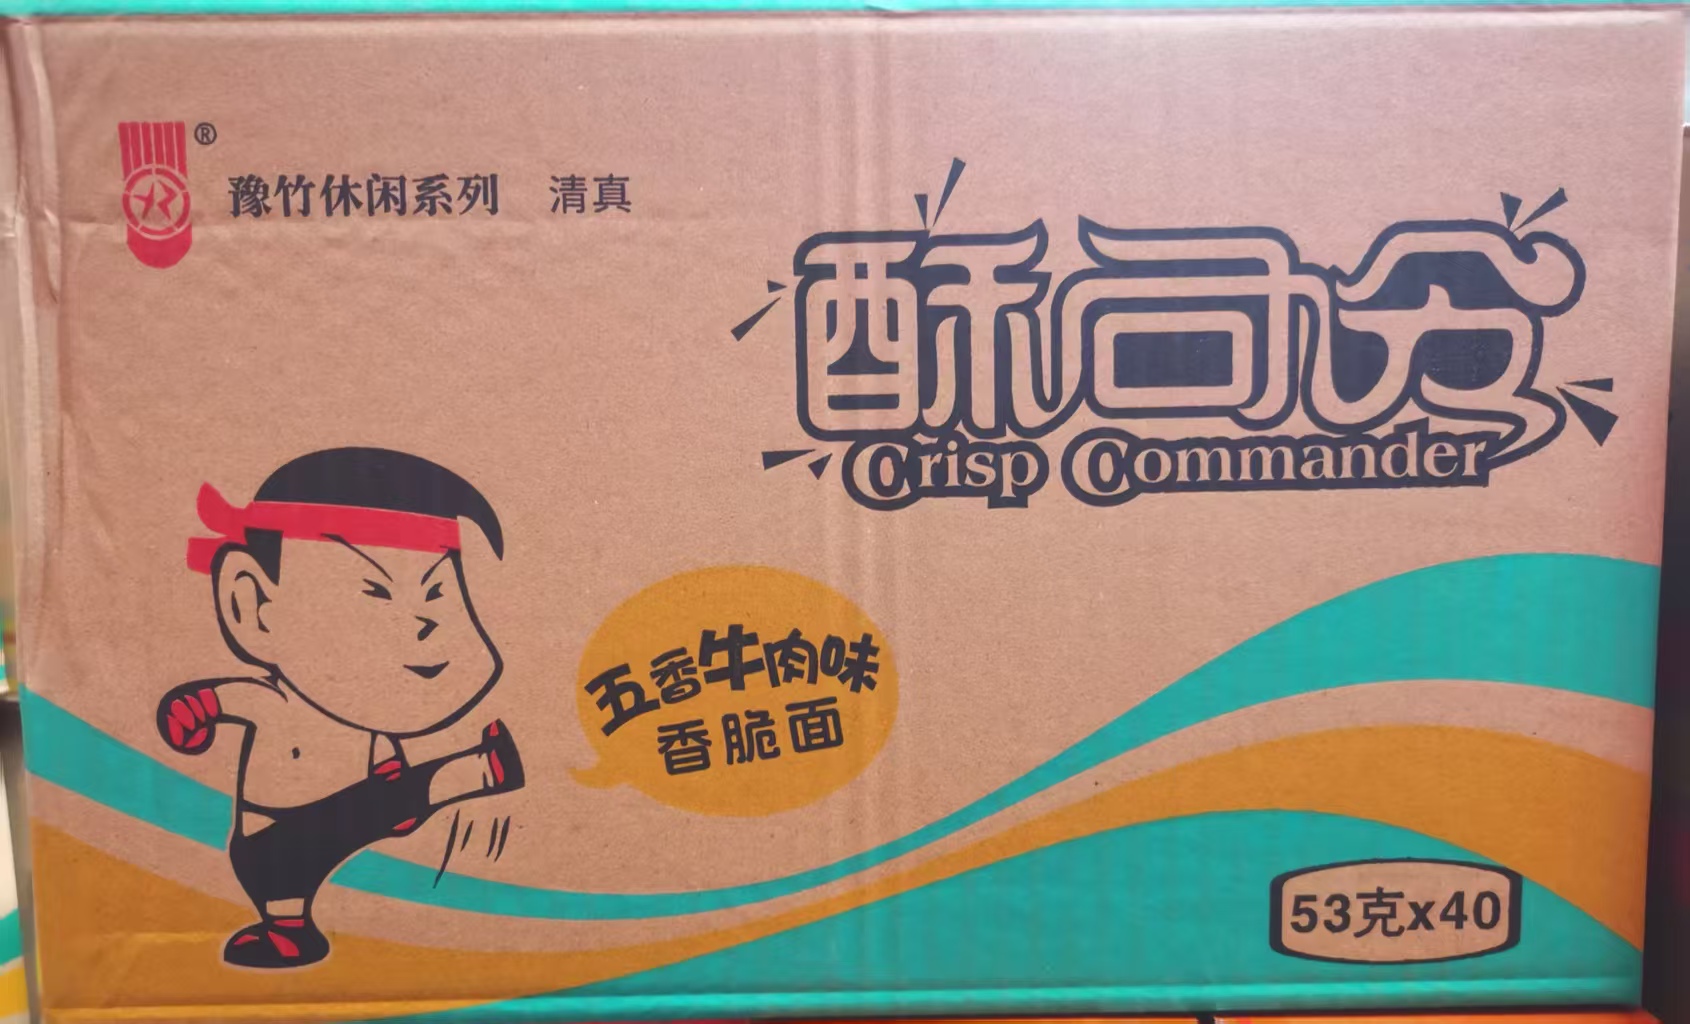 ®
豫竹休闲系列 清真
酥司令
Crisp Commander
五香牛肉味
香脆面
53克x40